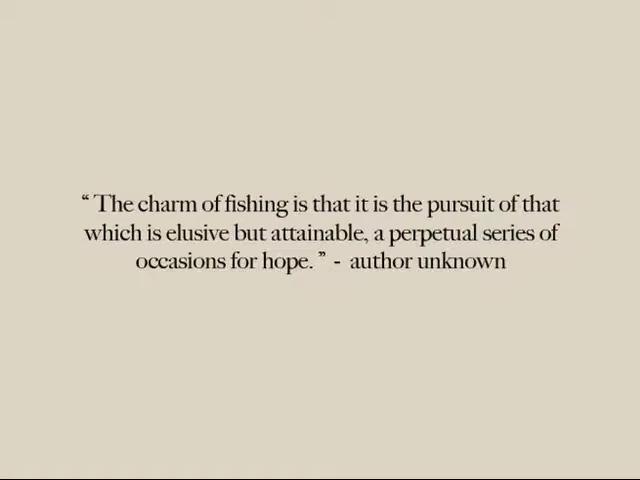 “ The charm of fishing is that it is the pursuit of that
which is elusive but attainable, a perpetual series of
occasions for hope. ” - author unknown